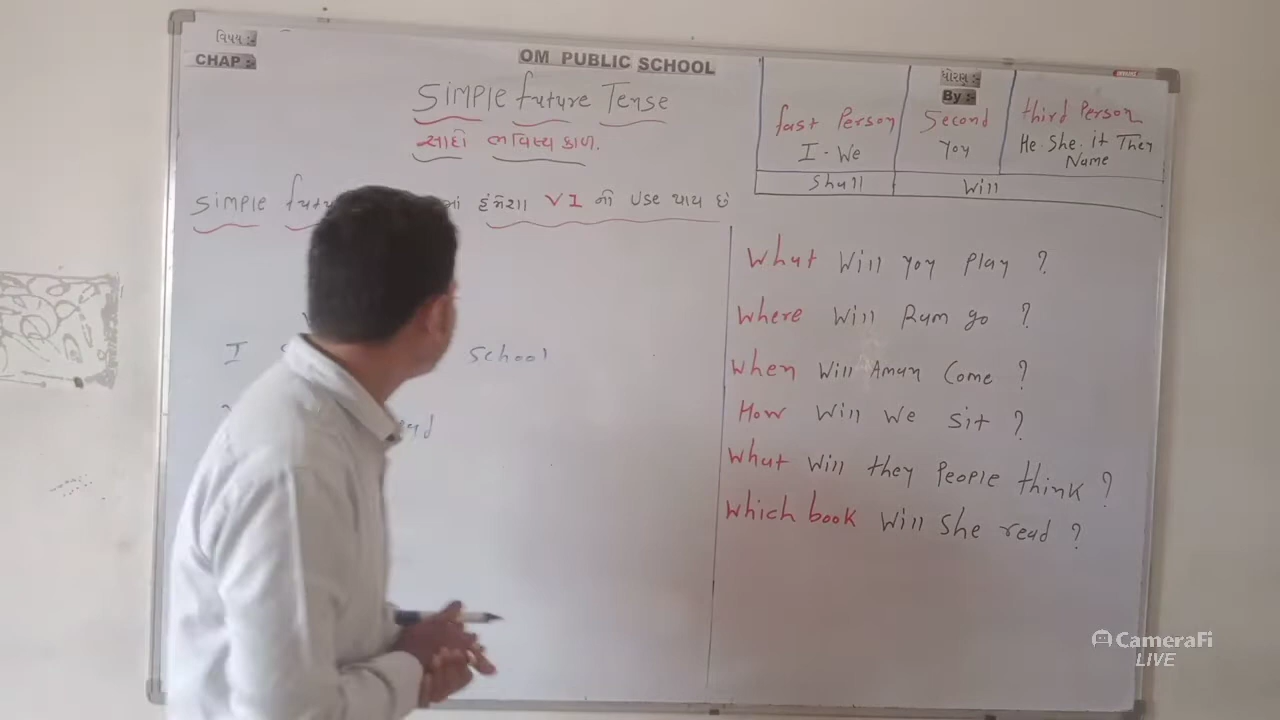 વિષય :-
CHAP :-
OM PUBLIC SCHOOL
ધોરણ :-
By :-
Simple future Tense
સાદો ભવિષ્ય કાળ.
fast Person
I - We
Second
You
third Person
He. She. it They
Name
Shall
Will
Simple
માં હંમેશા V1 નો use થાય છે
I
School
What Will you Play ?
Where Will Ram go ?
When Will Aman Come ?
How Will We sit ?
What Will they People think ?
Which book Will She read ?
CameraFi
LIVE